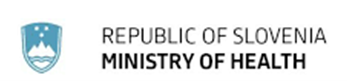 REPUBLIC OF SLOVENIA
MINISTRY OF HEALTH